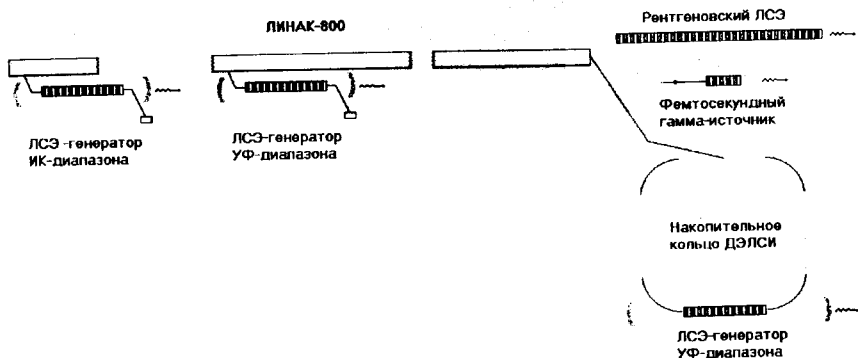 ЛИНАК-800
Рентгеновский ЛСЭ
Фемтосекундный
гамма-источник
ЛСЭ -генератор
ИК-диапазона
ЛСЭ-генератор
УФ-диапазона
Накопительное
кольцо ДЭЛСИ
ЛСЭ-генератор
УФ-диапазона